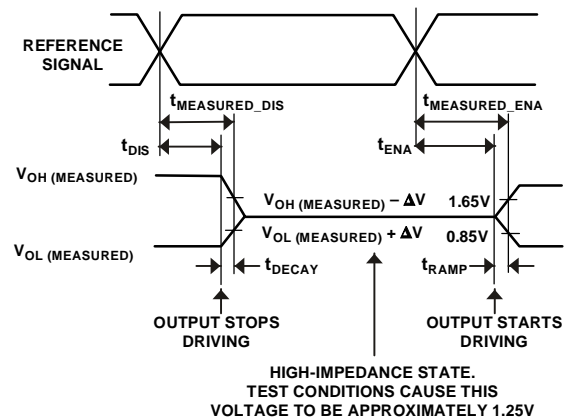 REFERENCE
SIGNAL
tMEASURED_DIS
tMEASURED_ENA
tDIS
tENA
VOH (MEASURED)
VOH (MEASURED) − ΔV
1.65V
VOL (MEASURED) + ΔV
0.85V
VOL (MEASURED)
tDECAY
tRAMP
OUTPUT STOPS
DRIVING
OUTPUT STARTS
DRIVING
HIGH-IMPEDANCE STATE.
TEST CONDITIONS CAUSE THIS
VOLTAGE TO BE APPROXIMATELY 1.25V